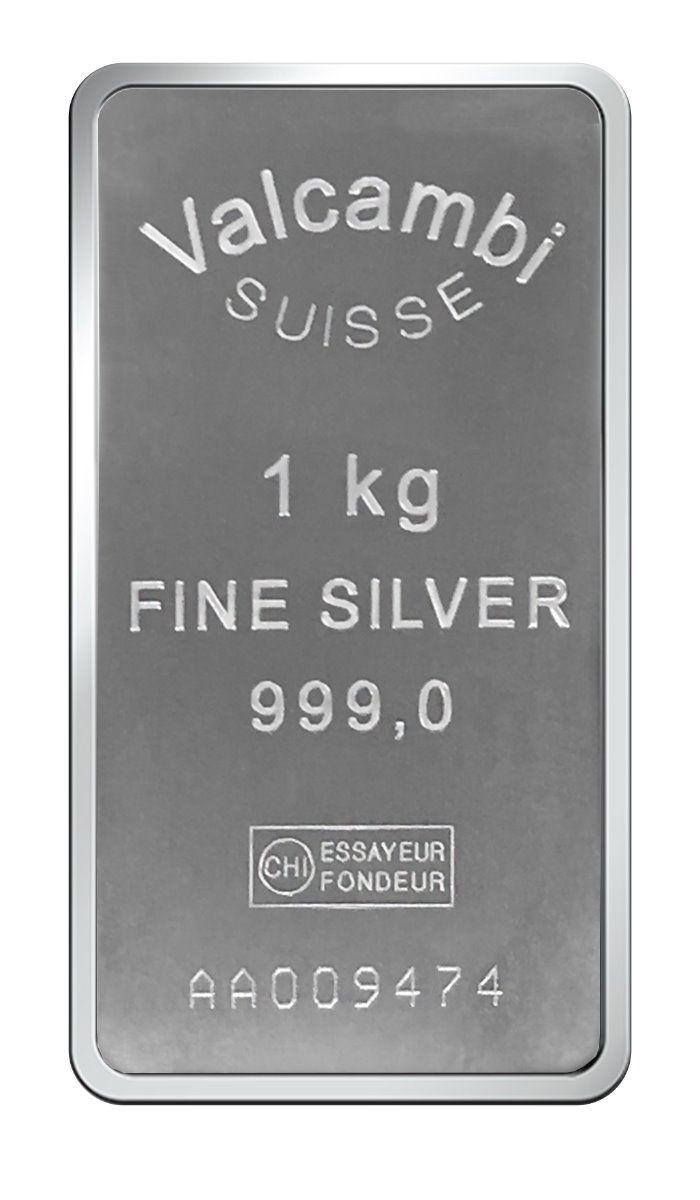 Valcambi
SUISSE
1 kg
FINE SILVER
999,0
CHI
ESSAYEUR
FONDEUR
AA009474